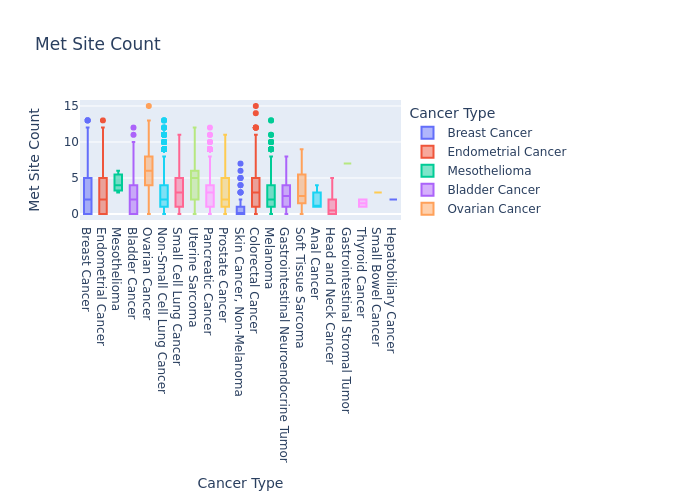 Met Site Count
Met Site Count
15
10
5
0
Breast Cancer
Endometrial Cancer
Mesothelioma
Bladder Cancer
Ovarian Cancer
Non-Small Cell Lung Cancer
Small Cell Lung Cancer
Uterine Sarcoma
Pancreatic Cancer
Prostate Cancer
Skin Cancer, Non-Melanoma
Colorectal Cancer
Melanoma
Gastrointestinal Neuroendocrine Tumor
Soft Tissue Sarcoma
Anal Cancer
Head and Neck Cancer
Gastrointestinal Stromal Tumor
Thyroid Cancer
Small Bowel Cancer
Hepatobiliary Cancer
Cancer Type
Cancer Type
Breast Cancer
Endometrial Cancer
Mesothelioma
Bladder Cancer
Ovarian Cancer